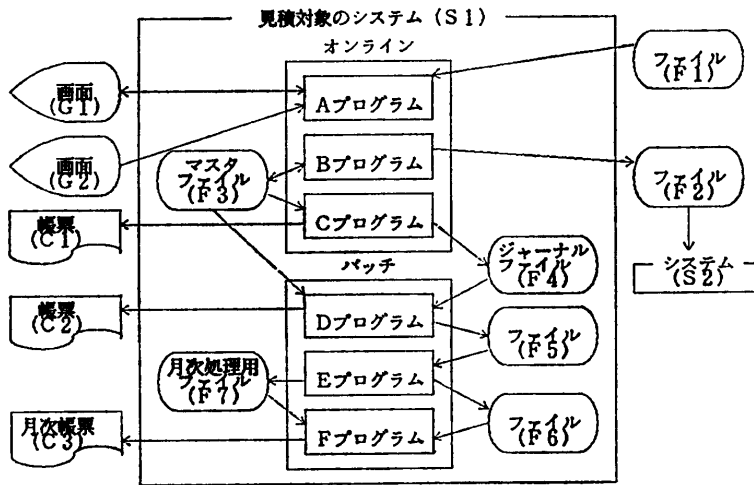 見積対象のシステム(S1)
オンライン
画面
(G1)
Aプログラム
ファイル
(F1)
画面
(G2)
マスタ
ファイル
(F3)
Bプログラム
ファイル
(F2)
帳票
(C1)
Cプログラム
バッチ
ジャーナル
ファイル
(F4)
システム
(S2)
帳票
(C2)
Dプログラム
ファイル
(F5)
月次処理用
ファイル
(F7)
Eプログラム
月次帳票
(C3)
Fプログラム
ファイル
(F6)